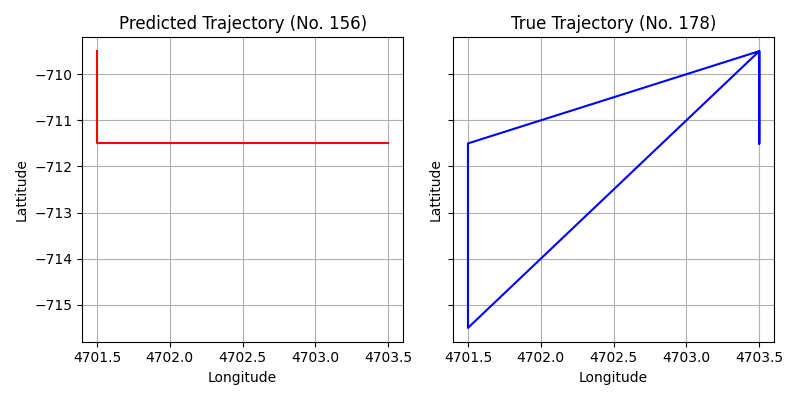 Predicted Trajectory (No. 156)
True Trajectory (No. 178)
Lattitude
−710
−711
−712
−713
−714
−715
4701.5 4702.0 4702.5 4703.0 4703.5
Longitude
Lattitude
4701.5 4702.0 4702.5 4703.0 4703.5
Longitude